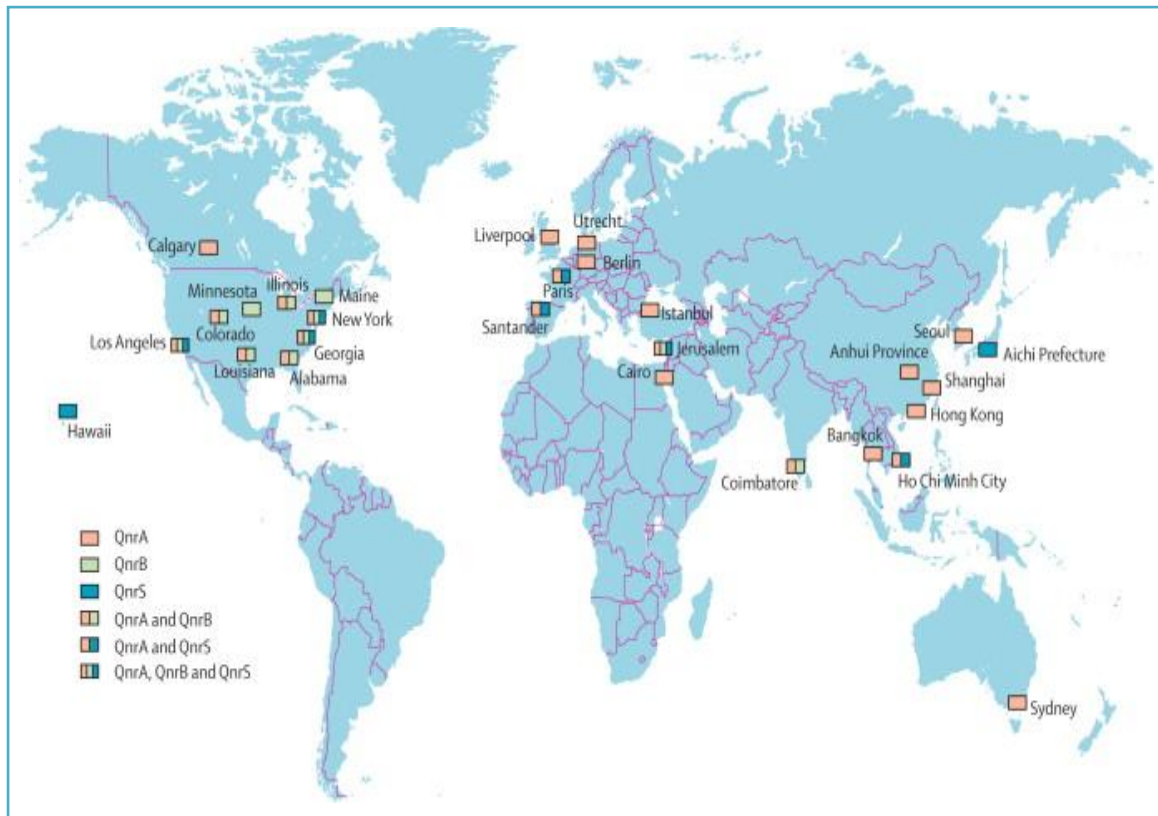 Calgary
Minnesota
illinois
Maine
New York
Colorado
Los Angeles
Georgia
Louisiana
Alabama
Hawaii
Liverpool
Utrecht
Berlin
Paris
Santander
Istanbul
Jerusalem
Cairo
Seoul
Aichi Prefecture
Anhui Province
Shanghai
Hong Kong
Bangkok
Coimbatore
Ho Chi Minh City
Sydney
QnrA
QnrB
QnrS
QnrA and QnrB
QnrA and QnrS
QnrA, QnrB and QnrS